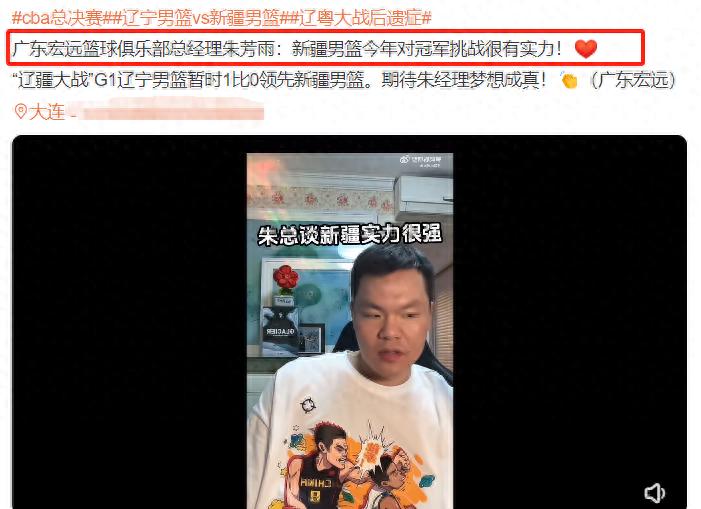 #cba总决赛##辽宁男篮vs新疆男篮##辽粤大战后遗症#
广东宏远篮球俱乐部总经理朱芳雨：新疆男篮今年对冠军挑战很有实力！❤️
“辽疆大战”G1辽宁男篮暂时1比0领先新疆男篮。期待朱经理梦想成真！👏（广东宏远）
大连 -
朱总谈新疆实力很强
GLACIER
CHINA